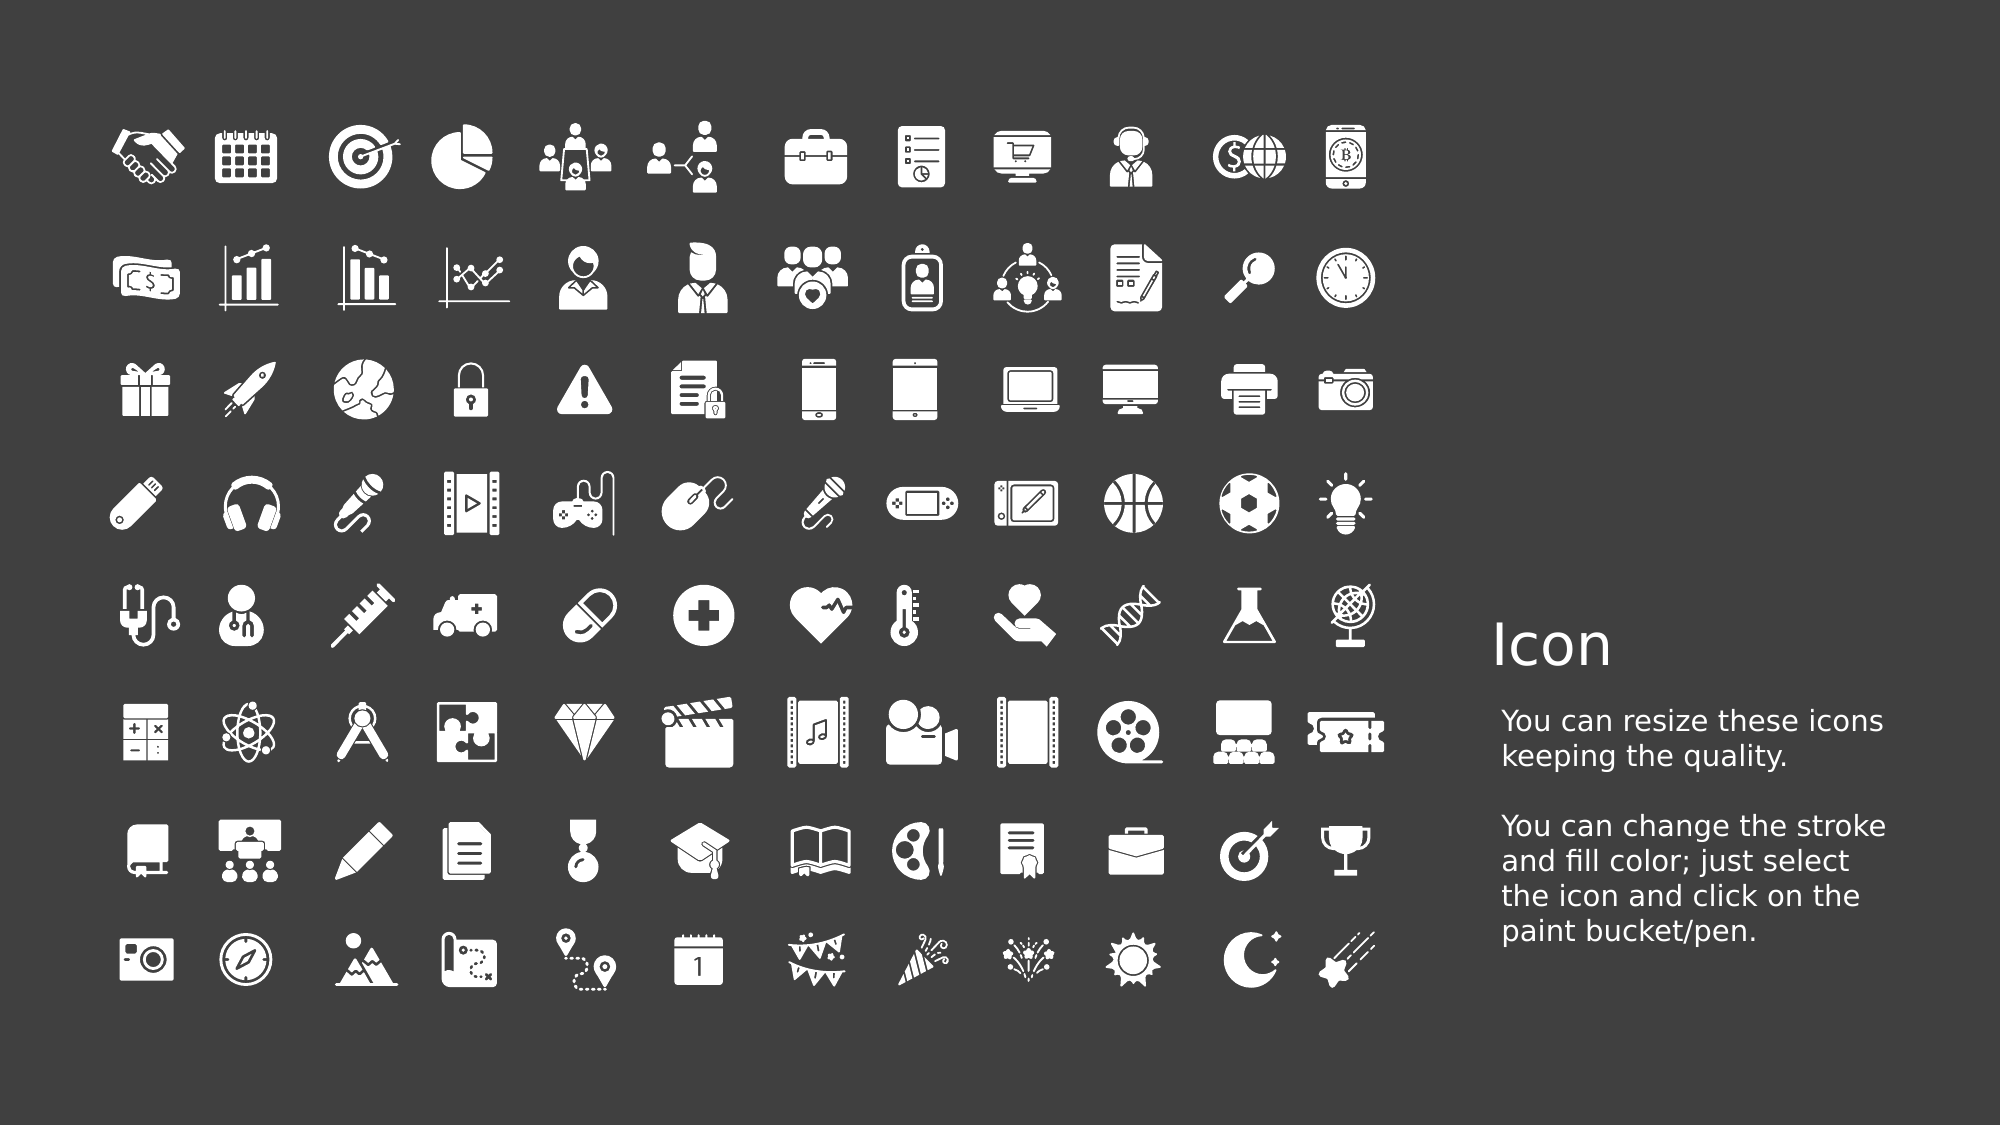 Icon
You can resize these icons
keeping the quality.
You can change the stroke
and fill color; just select
the icon and click on the
paint bucket/pen.
$
$
1